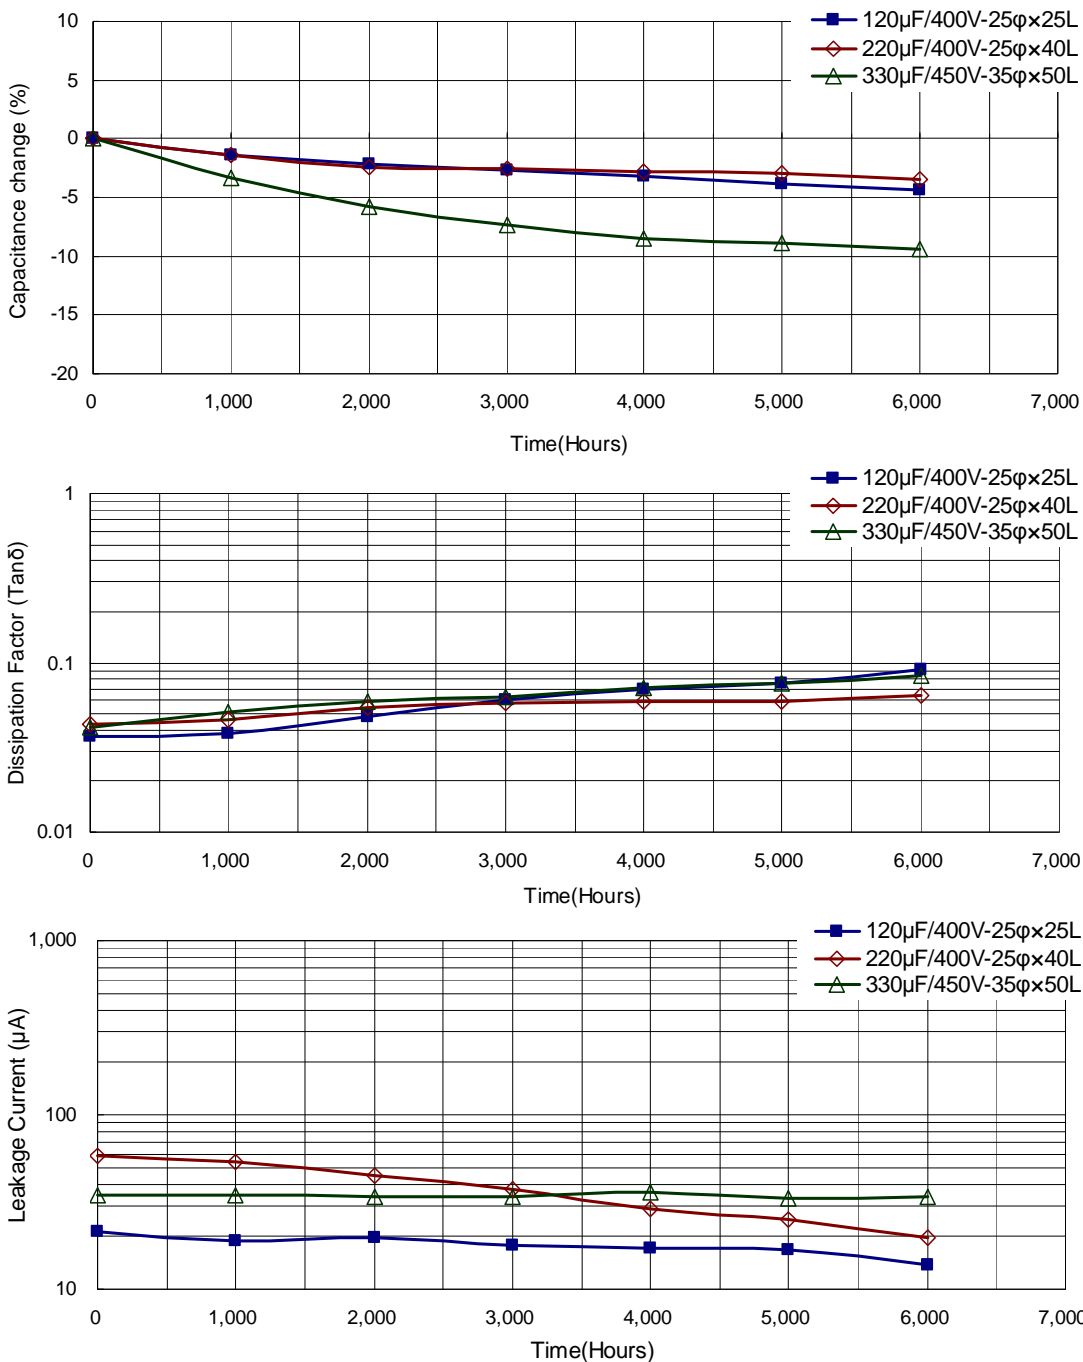 120μF/400V-25φ×25L
220μF/400V-25φ×40L
330μF/450V-35φ×50L
Capacitance change (%)
10
5
0
-5
-10
-15
-20
0 1,000 2,000 3,000 4,000 5,000 6,000 7,000
Time(Hours)
120μF/400V-25φ×25L
220μF/400V-25φ×40L
330μF/450V-35φ×50L
Dissipation Factor (Tanδ)
1
0.1
0.01
0 1,000 2,000 3,000 4,000 5,000 6,000 7,000
Time(Hours)
120μF/400V-25φ×25L
220μF/400V-25φ×40L
330μF/450V-35φ×50L
Leakage Current (μA)
1,000
100
10
0 1,000 2,000 3,000 4,000 5,000 6,000 7,000
Time(Hours)